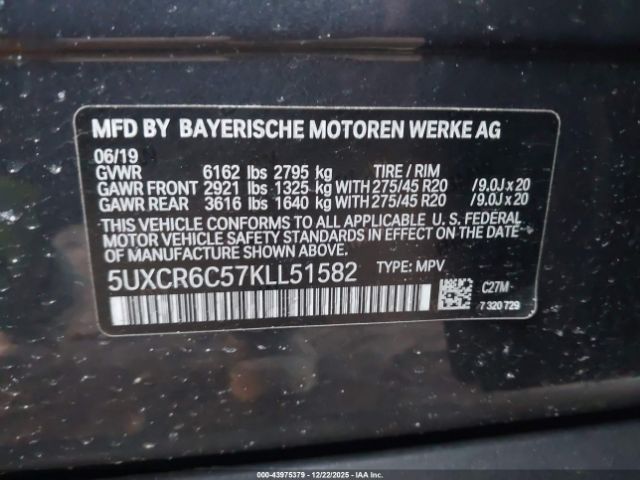 MFD BY BAYERISCHE MOTOREN WERKE AG
06/19
GVWR 6162 lbs 2795 kg TIRE / RIM
GAWR FRONT 2921 lbs 1325 kg WITH 275/45 R20 /9.0J x 20
GAWR REAR 3616 lbs 1640 kg WITH 275/45 R20 /9.0J x 20
THIS VEHICLE CONFORMS TO ALL APPLICABLE U. S. FEDERAL
MOTOR VEHICLE SAFETY STANDARDS IN EFFECT ON THE DATE
OF MANUFACTURE SHOWN ABOVE.
5UXCR6C57KLL51582 TYPE: MPV
C27M
7 320 729
000-43975379 | 12/22/2025 | IAA Inc.